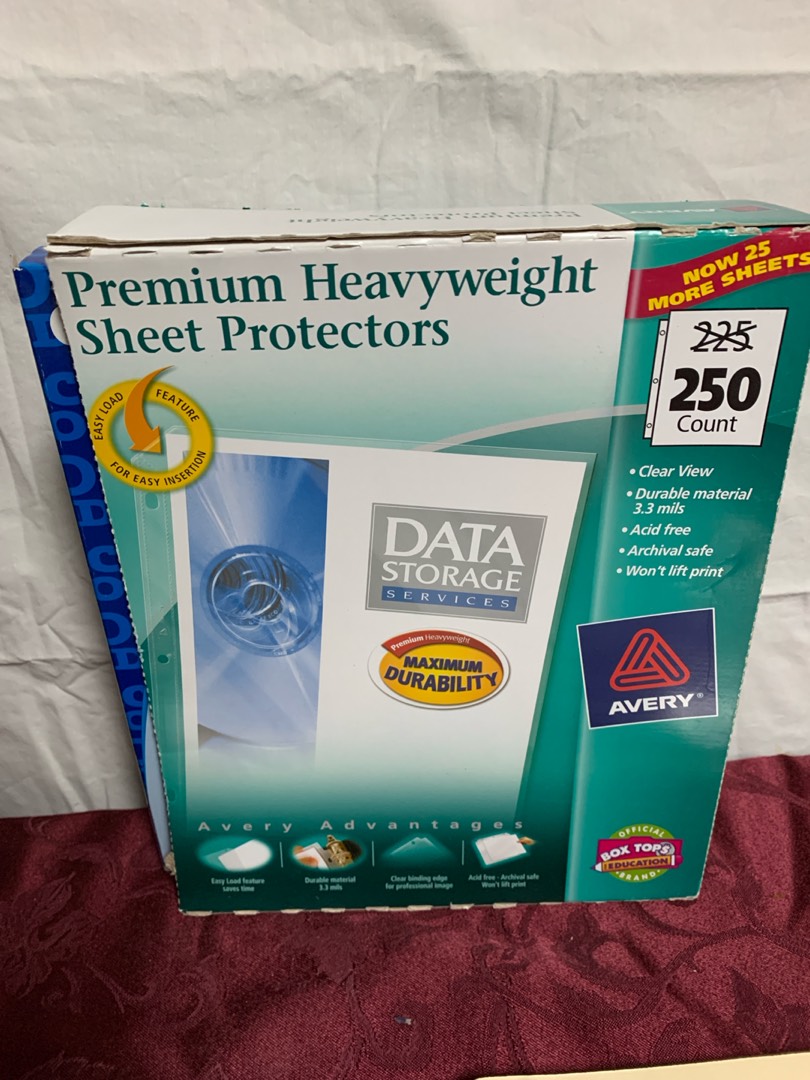 Premium Heavyweight
Sheet Protectors
EASY LOAD FEATURE
FOR EASY INSERTION
NOW 25
MORE SHEETS
225
250
Count
• Clear View
• Durable material
3.3 mils
• Acid free
• Archival safe
• Won't lift print
DATA
STORAGE
SERVICES
Premium Heavyweight
MAXIMUM
DURABILITY
AVERY®
Avery Advantages
Easy Load feature
saves time
Durable material
3.3 mils
Clear binding edge
for professional image
Acid free · Archival safe
Won't lift print
OFFICIAL
BOX TOPS
EDUCATION
BRAND